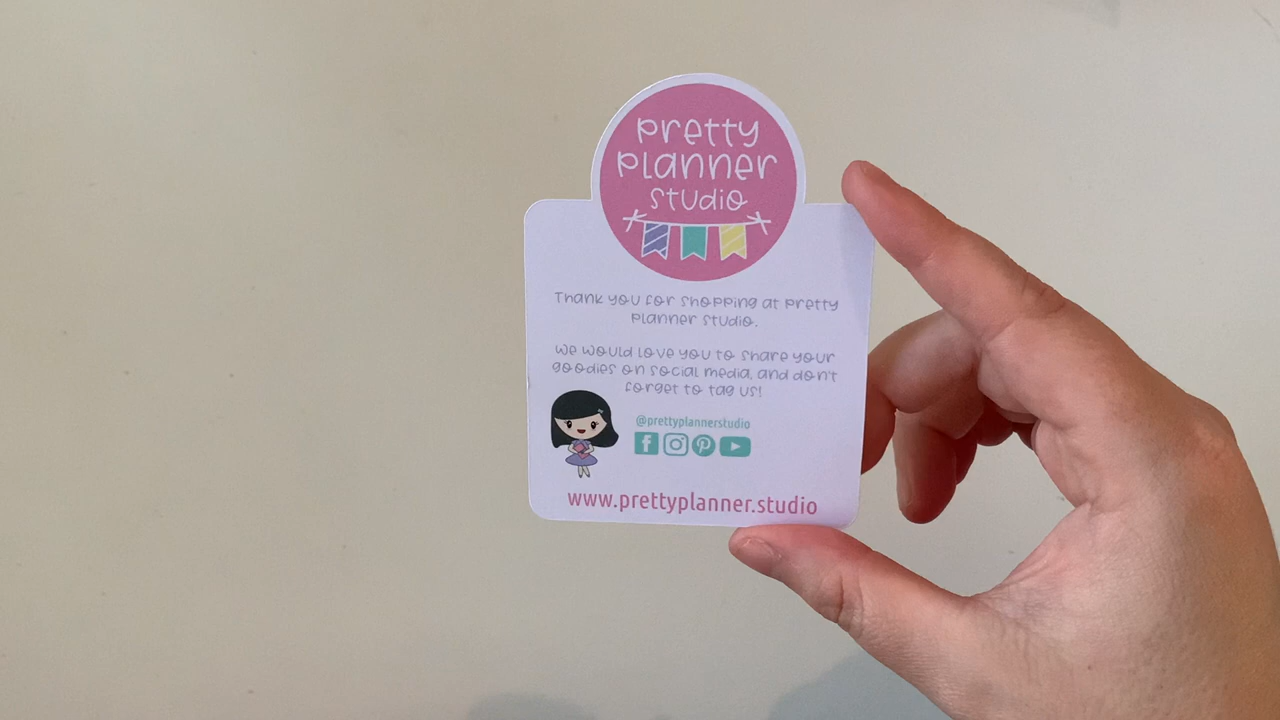 pretty
planner
studio
Thank you for shopping at pretty
planner studio.
We would love you to share your
goodies on social media, and don't
forget to tag us!
@prettyplannerstudio
www.prettyplanner.studio